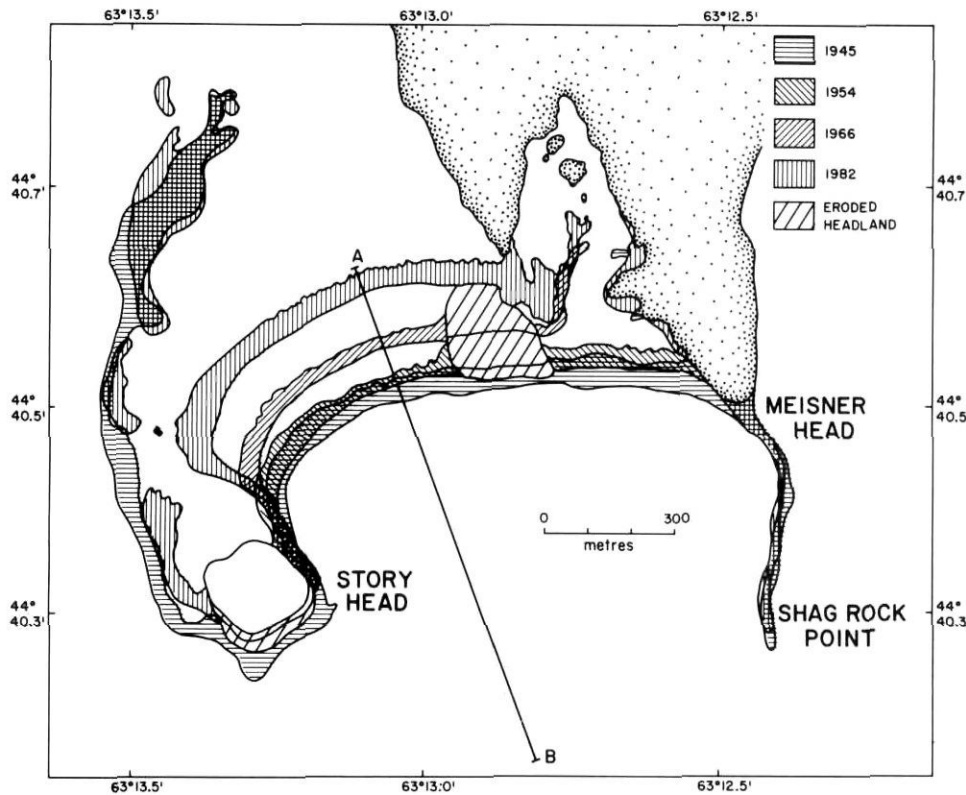 63°13.5' 63°13.0' 63°12.5'
1945
1954
1966
1982
ERODED
HEADLAND
44°
40.7'
44°
40.7'
A
44°
40.5'
44°
40.5'
MEISNER
HEAD
0 300
metres
STORY
HEAD
44°
40.3'
44°
40.3'
SHAG ROCK
POINT
B
63°13.5' 63°13.0' 63°12.5'